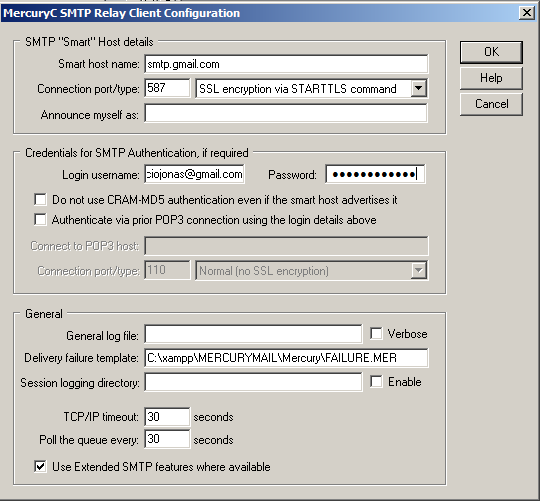 MercuryC SMTP Relay Client Configuration
SMTP "Smart" Host details
Smart host name: smtp.gmail.com
Connection port/type: 587 SSL encryption via STARTTLS command
Announce myself as:
OK
Help
Cancel
Credentials for SMTP Authentication, if required
Login username: ciojonas@gmail.com Password: ●●●●●●●●●●●●
Do not use CRAM-MD5 authentication even if the smart host advertises it
Authenticate via prior POP3 connection using the login details above
Connect to POP3 host:
Connection port/type: 110 Normal (no SSL encryption)
General
General log file: Verbose
Delivery failure template: C:\xampp\MERCURYMAIL\Mercury\FAILURE.MER
Session logging directory: Enable
TCP/IP timeout: 30 seconds
Poll the queue every: 30 seconds
Use Extended SMTP features where available